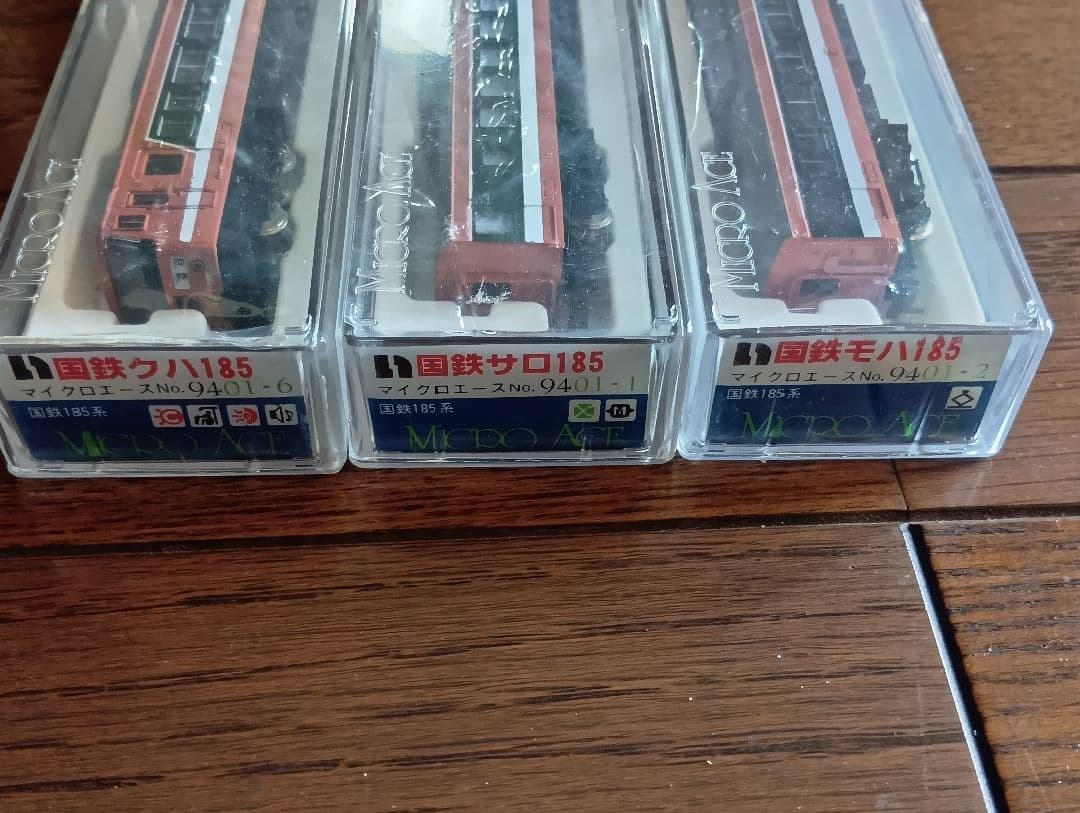 MICRO ACE
国鉄クハ185
マイクロエースNo.9401-6
国鉄185系
MICRO ACE
MICRO ACE
国鉄サロ185
マイクロエースNo.9401-1
国鉄185系
M
MICRO ACE
MICRO ACE
国鉄モハ185
マイクロエースNo.9401-2
国鉄185系
MICRO ACE